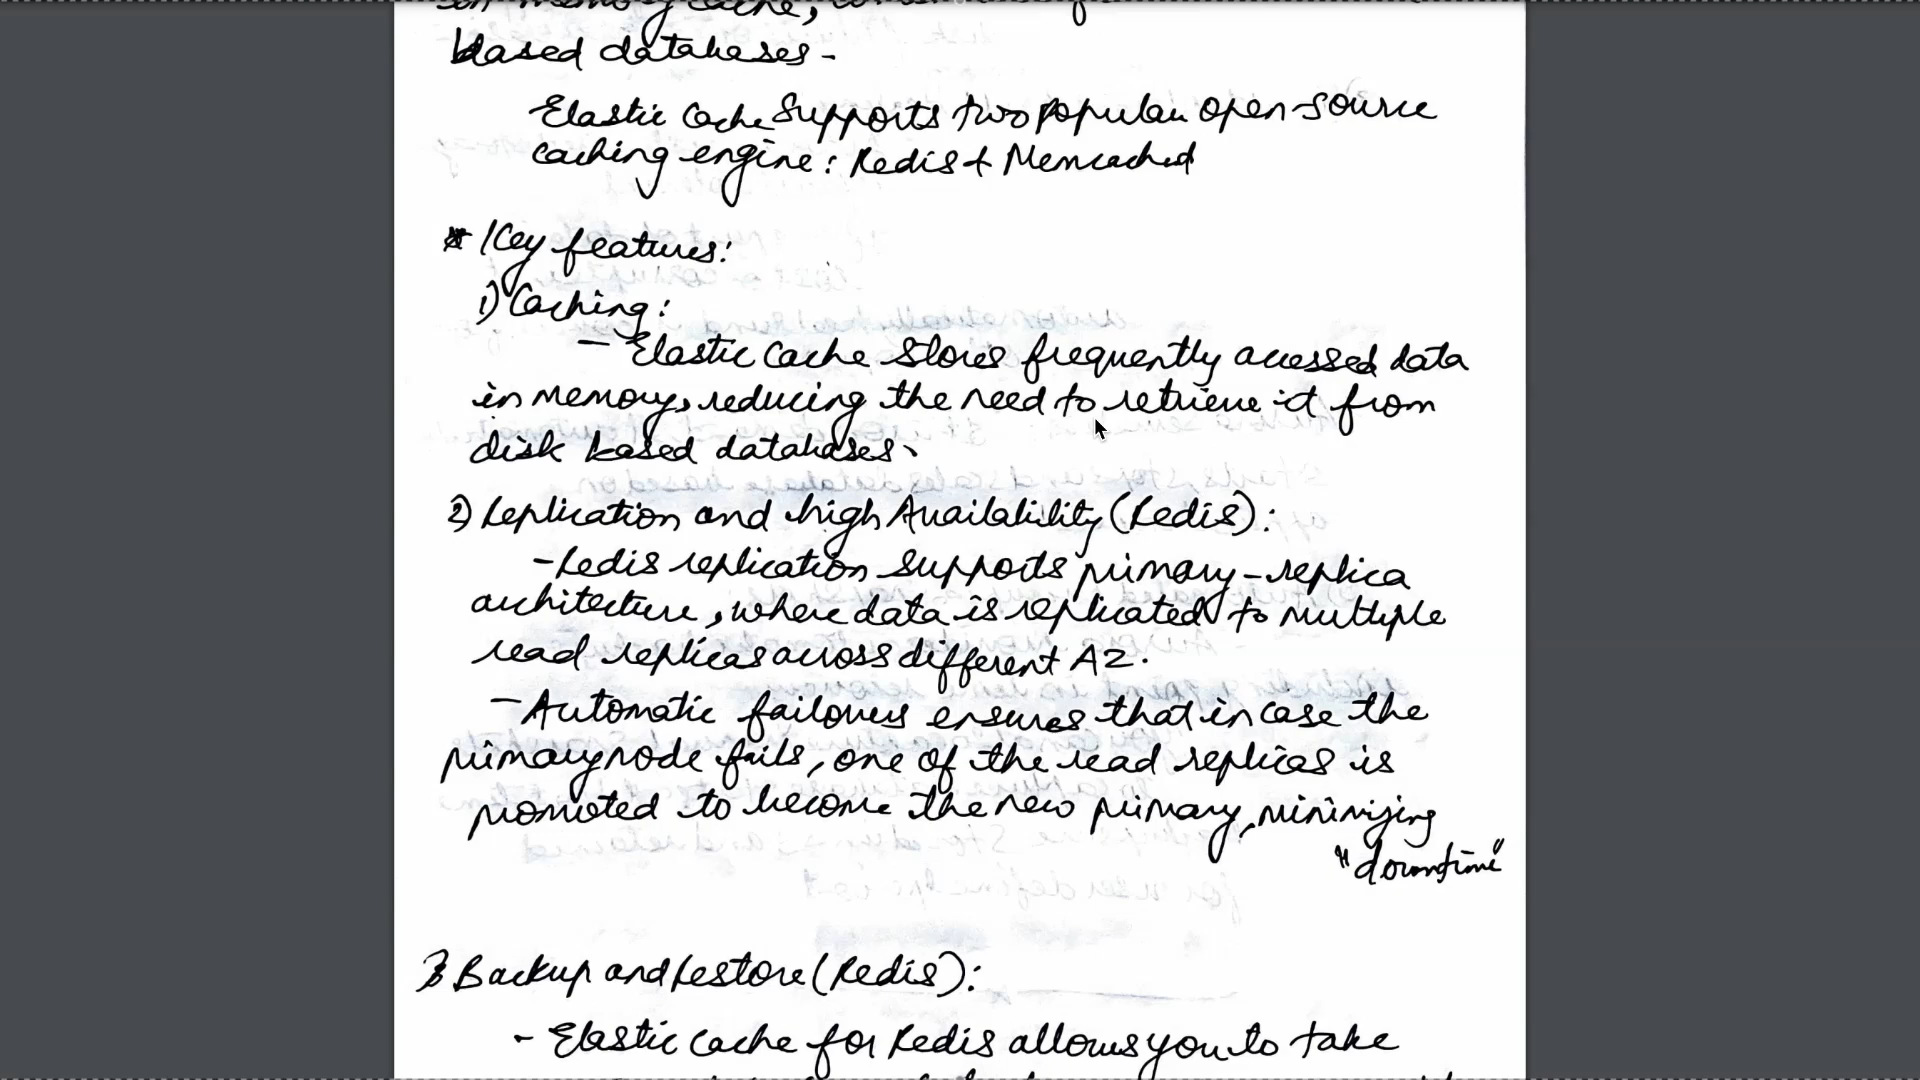 in memory cache,
based databases -
Elastic Cache Supports two popular open-source
caching engine: Redis + Memcached
* Key features:
1) Caching:
- Elastic Cache stores frequently accessed data
in memory, reducing the need to retrieve it from
disk based databases.
2) Replication and high Availability (Redis):
- Redis replication supports primary-replica
architecture, where data is replicated to multiple
read replicas across different AZ.
- Automatic failovers ensures that in case the
primary node fails, one of the read replicas is
promoted to become the new primary, minimizing
"downtime"
3 Backup and Restore (Redis):
- Elastic Cache for Redis allows you to take